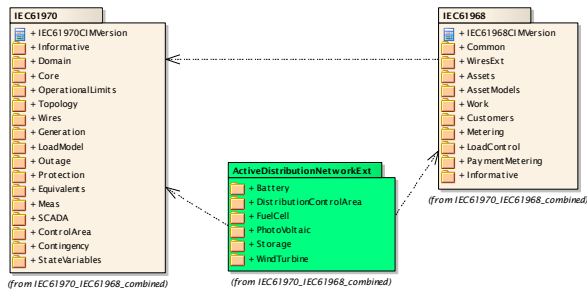 IEC61970
+ IEC61970CIMVersion
+ Informative
+ Domain
+ Core
+ OperationalLimits
+ Topology
+ Wires
+ Generation
+ LoadModel
+ Outage
+ Protection
+ Equivalents
+ Meas
+ SCADA
+ ControlArea
+ Contingency
+ StateVariables
(from IEC61970_IEC61968_combined)
ActiveDistributionNetworkExt
+ Battery
+ DistributionControlArea
+ FuelCell
+ PhotoVoltaic
+ Storage
+ WindTurbine
(from IEC61970_IEC61968_combined)
IEC61968
+ IEC61968CIMVersion
+ Common
+ WiresExt
+ Assets
+ AssetModels
+ Work
+ Customers
+ Metering
+ LoadControl
+ PaymentMetering
+ Informative
(from IEC61970_IEC61968_combined)